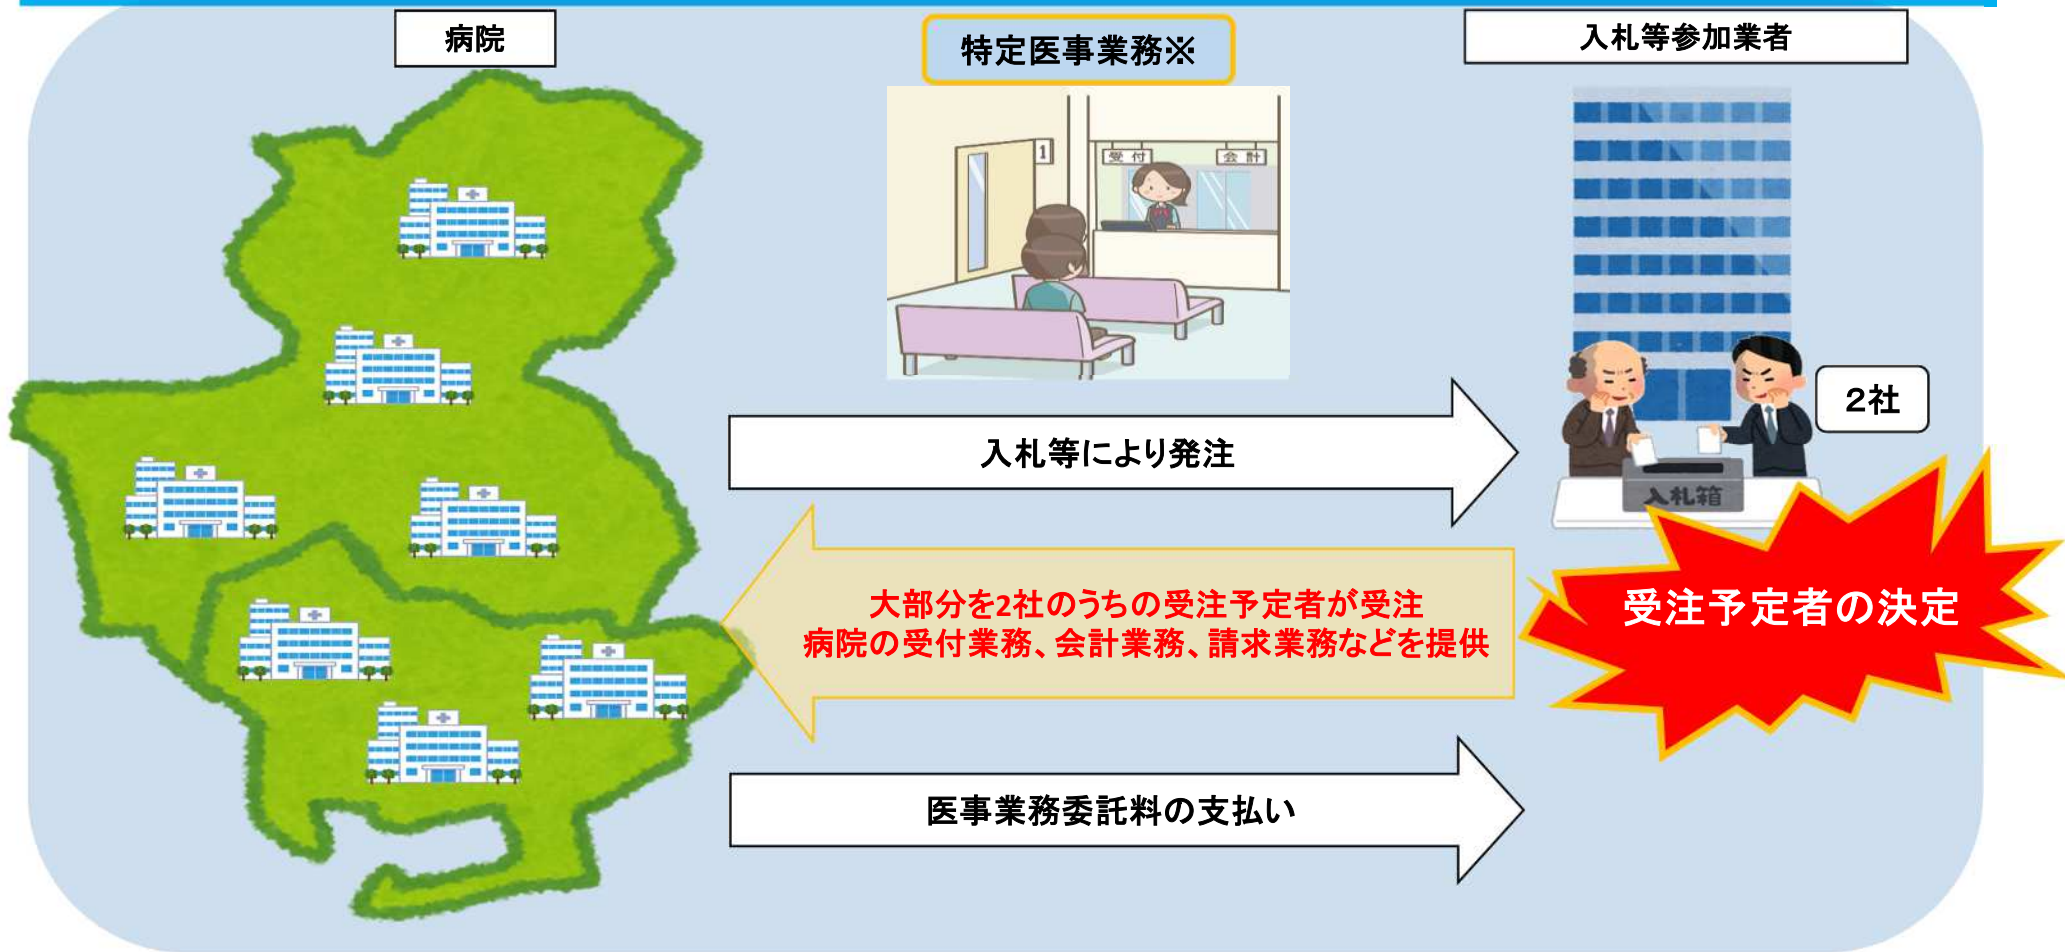 病院
特定医事業務※
入札等参加業者
1
受付
会計
2社
入札等により発注
入札箱
大部分を2社のうちの受注予定者が受注
病院の受付業務、会計業務、請求業務などを提供
受注予定者の決定
医事業務委託料の支払い